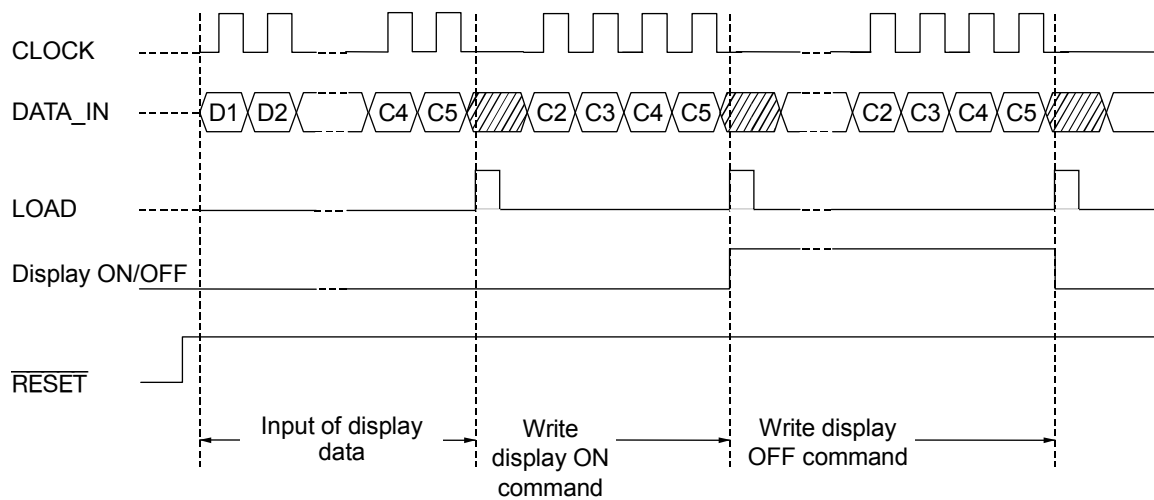 CLOCK
DATA_IN D1 D2 C4 C5 C2 C3 C4 C5 C2 C3 C4 C5
LOAD
Display ON/OFF
RESET
Input of display
data
Write
display ON
command
Write display
OFF command